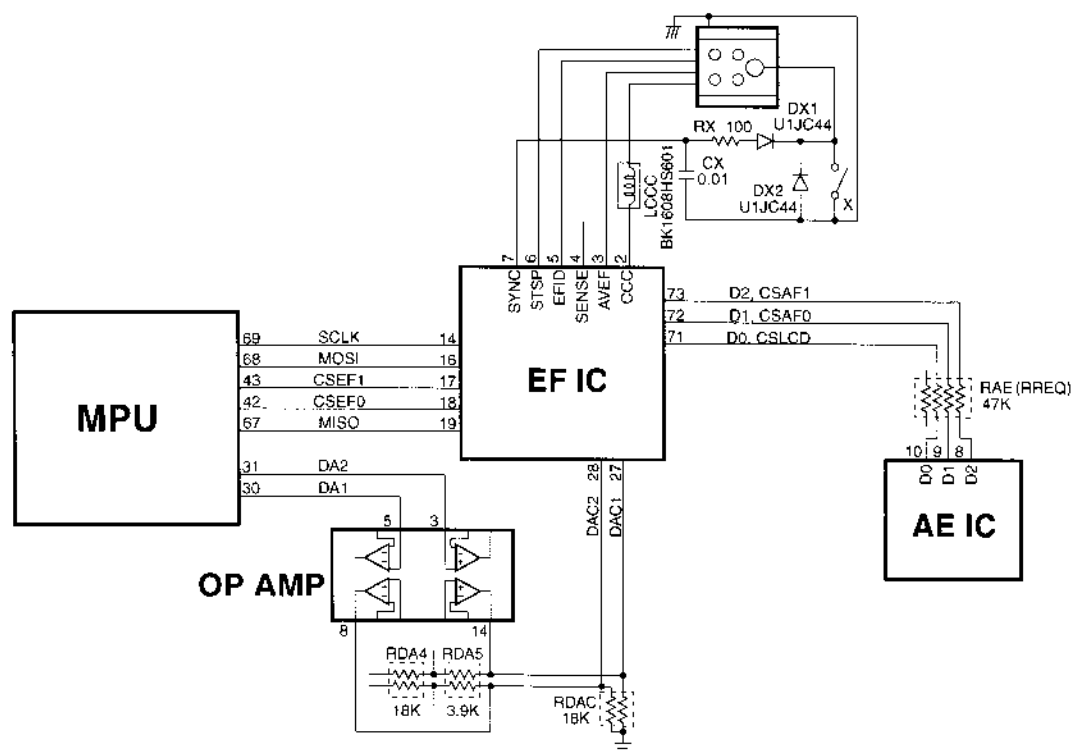 DX1
U1JC44
RX 100
CX
0.01
DX2
U1JC44
X
LCCC
BK1608HS601
7 6 5 4 3 2
SYNC STSP EFID SENSE AVEF CCC
73 D2, CSAF1
72 D1, CSAF0
71 D0, CSLCD
69 SCLK 14
68 MOSI 16
43 CSEF1 17
42 CSEF0 18
67 MISO 19
MPU
EF IC
RAE (RREQ)
47K
31 DA2
30 DA1
28 27
DAC2 DAC1
10 9 8
D0 D1 D2
AE IC
5 3
OP AMP
8 14
RDA4 RDA5
18K 3.9K
RDAC
18K